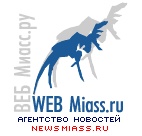 ВЕБ Миасс.ру
WEB Miass.ru
АГЕНТСТВО НОВОСТЕЙ
NEWSMIASS.RU